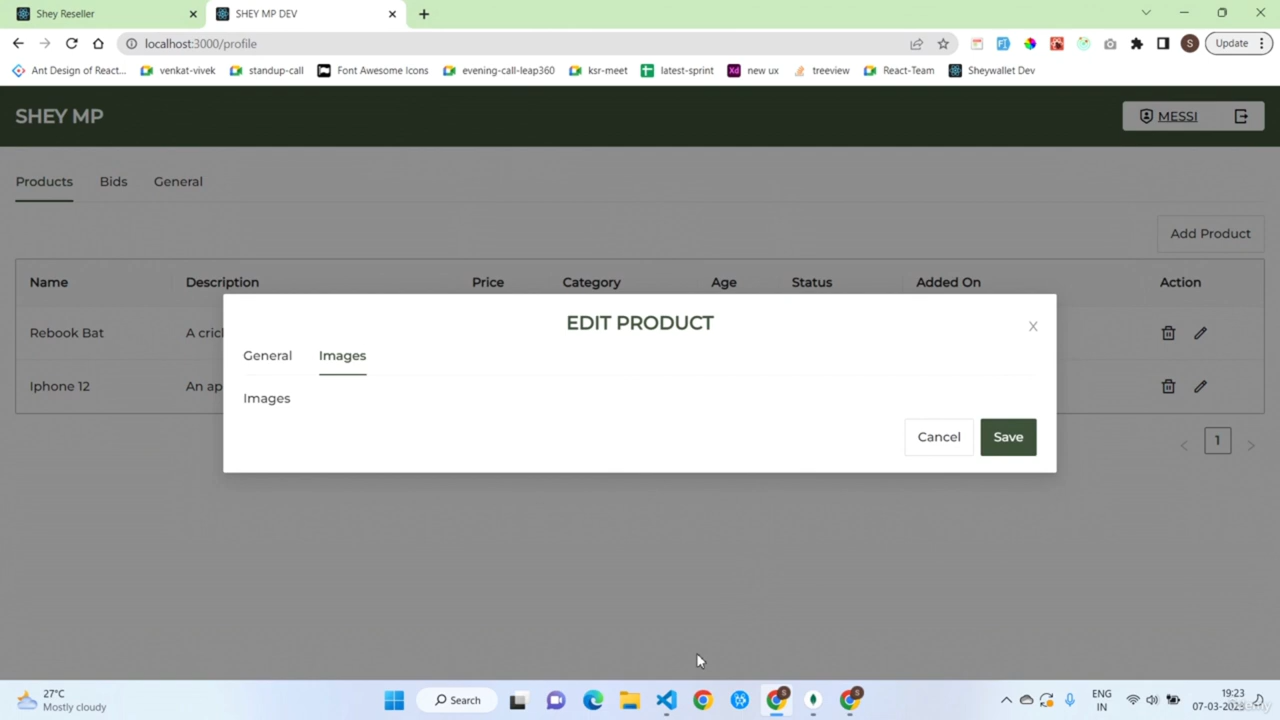 Shey Reseller
SHEY MP DEV
localhost:3000/profile
S
Update
Ant Design of React...
venkat-vivek
standup-call
Font Awesome Icons
evening-call-leap360
ksr-meet
latest-sprint
Xd
new ux
treeview
React-Team
Sheywallet Dev
SHEY MP
MESSI
Products
Bids
General
Add Product
Name
Description
Price
Category
Age
Status
Added On
Action
EDIT PRODUCT
X
Rebook Bat
A cric
General
Images
Iphone 12
An ap
Images
Cancel
Save
< 1 >
27°C
Mostly cloudy
Search
ENG
IN
19:23
07-03-202